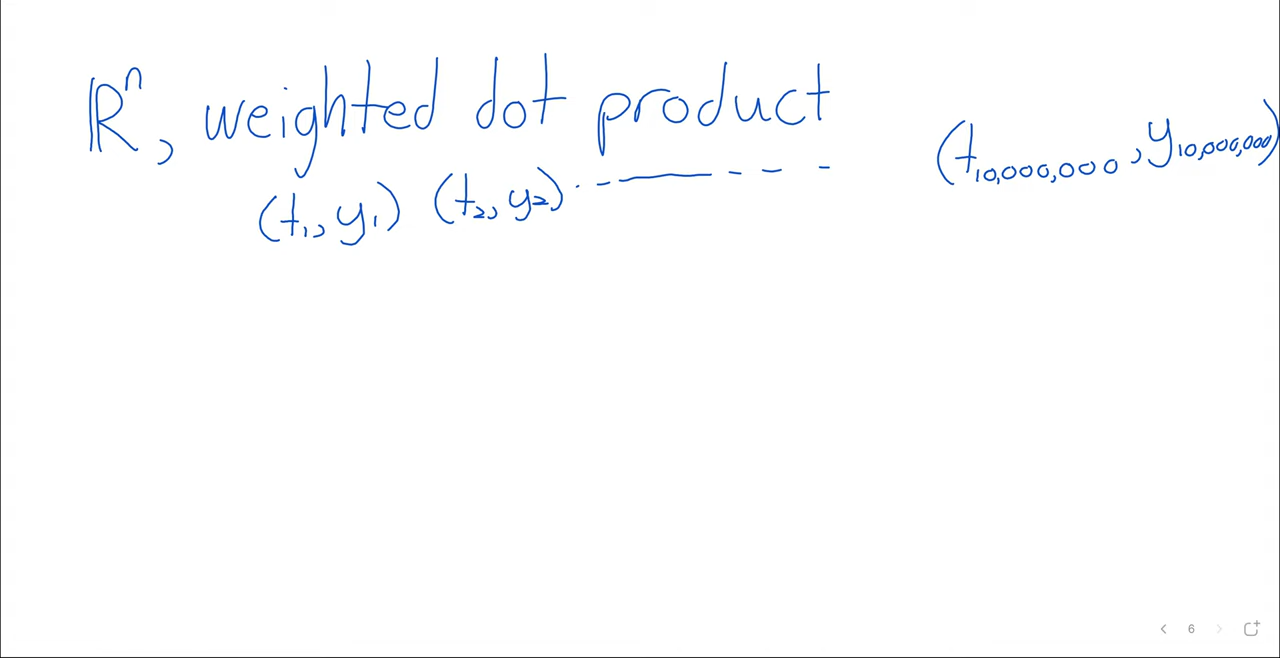 ℝⁿ, weighted dot product
(t₁, y₁) (t₂, y₂) · - — - - - (t₁₀,₀₀₀,₀₀₀, y₁₀,₀₀₀,₀₀₀)
6